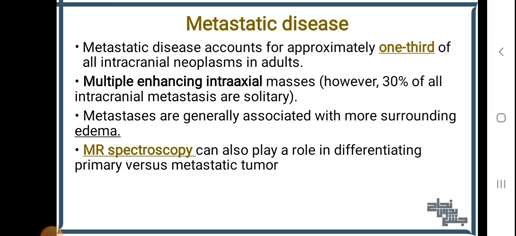 Metastatic disease
• Metastatic disease accounts for approximately one-third of
all intracranial neoplasms in adults.
• Multiple enhancing intraaxial masses (however, 30% of all
intracranial metastasis are solitary).
• Metastases are generally associated with more surrounding
edema.
• MR spectroscopy can also play a role in differentiating
primary versus metastatic tumor